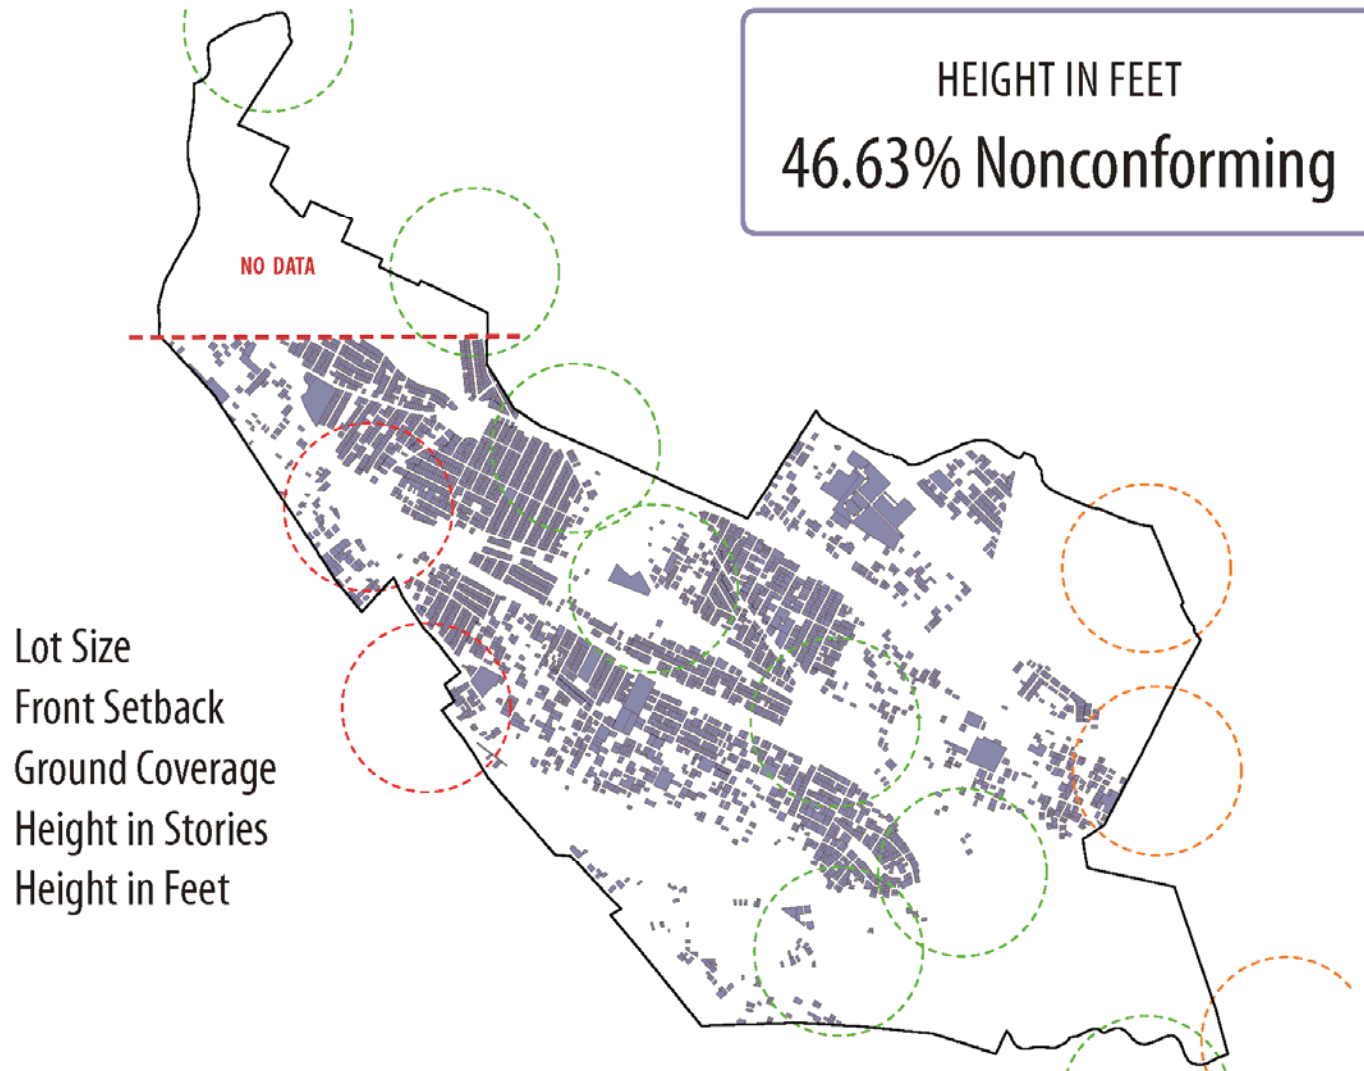 HEIGHT IN FEET
46.63% Nonconforming
NO DATA
Lot Size
Front Setback
Ground Coverage
Height in Stories
Height in Feet